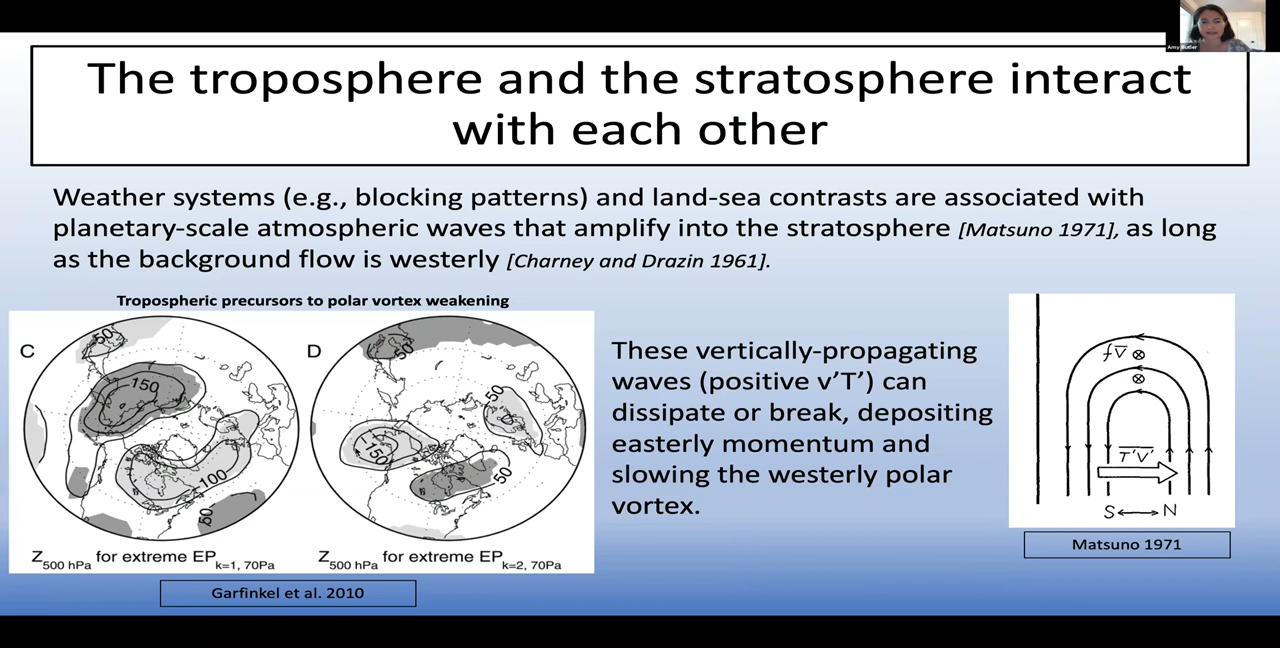 Amy Butler
The troposphere and the stratosphere interact
with each other
Weather systems (e.g., blocking patterns) and land-sea contrasts are associated with
planetary-scale atmospheric waves that amplify into the stratosphere [Matsuno 1971], as long
as the background flow is westerly [Charney and Drazin 1961].
Tropospheric precursors to polar vortex weakening
C
50
150
100
50
Z500 hPa for extreme EPk=1, 70Pa
D
50
50
150
50
Z500 hPa for extreme EPk=2, 70Pa
Garfinkel et al. 2010
These vertically-propagating
waves (positive v’T’) can
dissipate or break, depositing
easterly momentum and
slowing the westerly polar
vortex.
fV̅
T'V'
S ⟷ N
Matsuno 1971